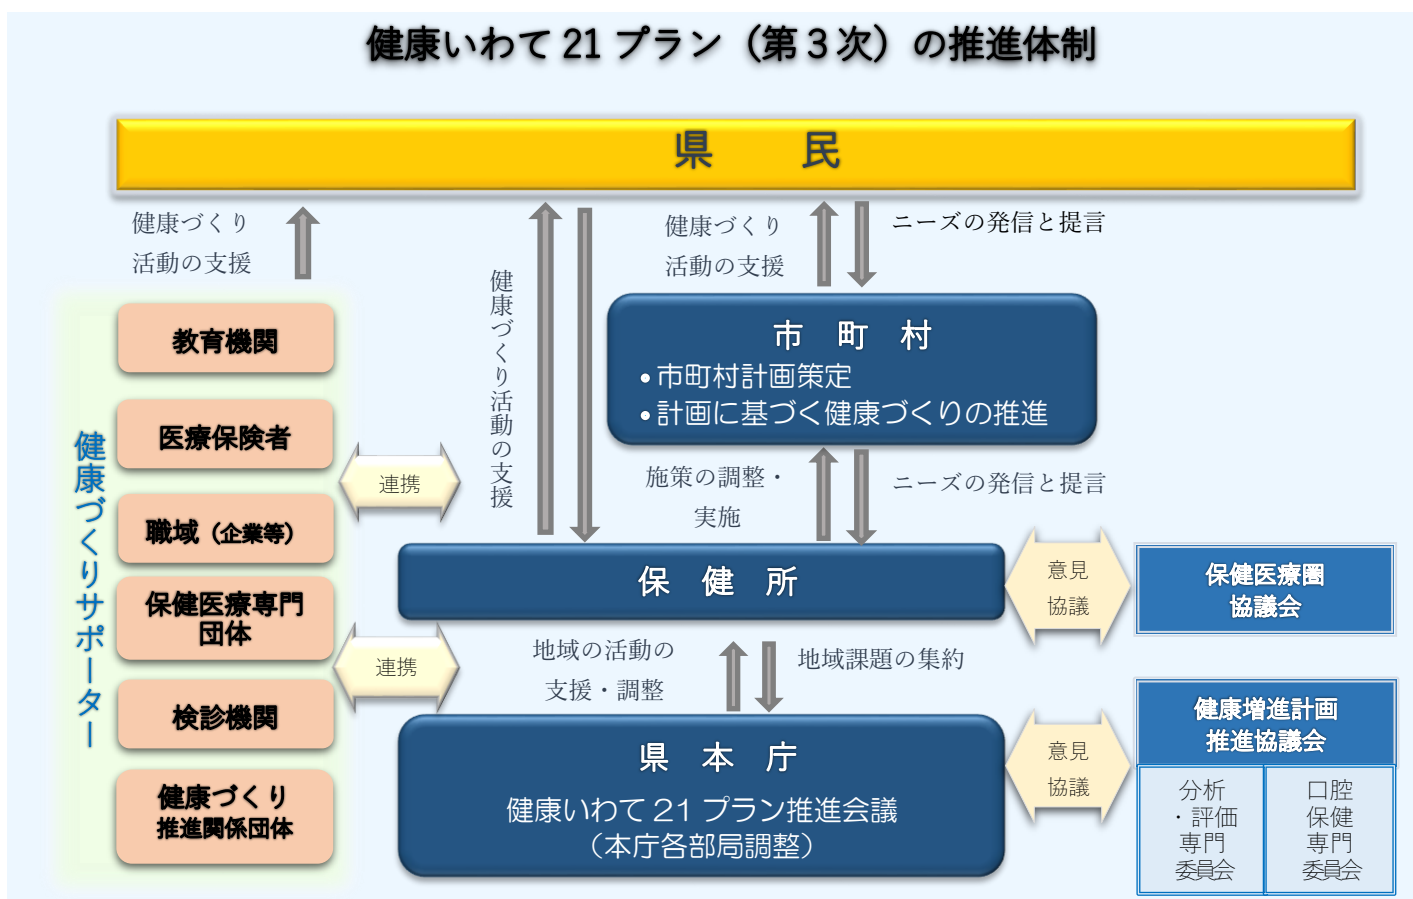 健康いわて 21 プラン（第３次）の推進体制
県　民
健康づくり
活動の支援
健康づくり活動の支援
健康づくり
活動の支援
ニーズの発信と提言
健康づくりサポーター
教育機関
医療保険者
職域（企業等）
保健医療専門
団体
検診機関
健康づくり
推進関係団体
連携
連携
市　町　村
•市町村計画策定
•計画に基づく健康づくりの推進
施策の調整・
実施
ニーズの発信と提言
保　健　所
意見
協議
保健医療圏
協議会
地域の活動の
支援・調整
地域課題の集約
県　本　庁
健康いわて 21 プラン推進会議
（本庁各部局調整）
意見
協議
健康増進計画
推進協議会
分析
・評価
専門
委員会
口腔
保健
専門
委員会